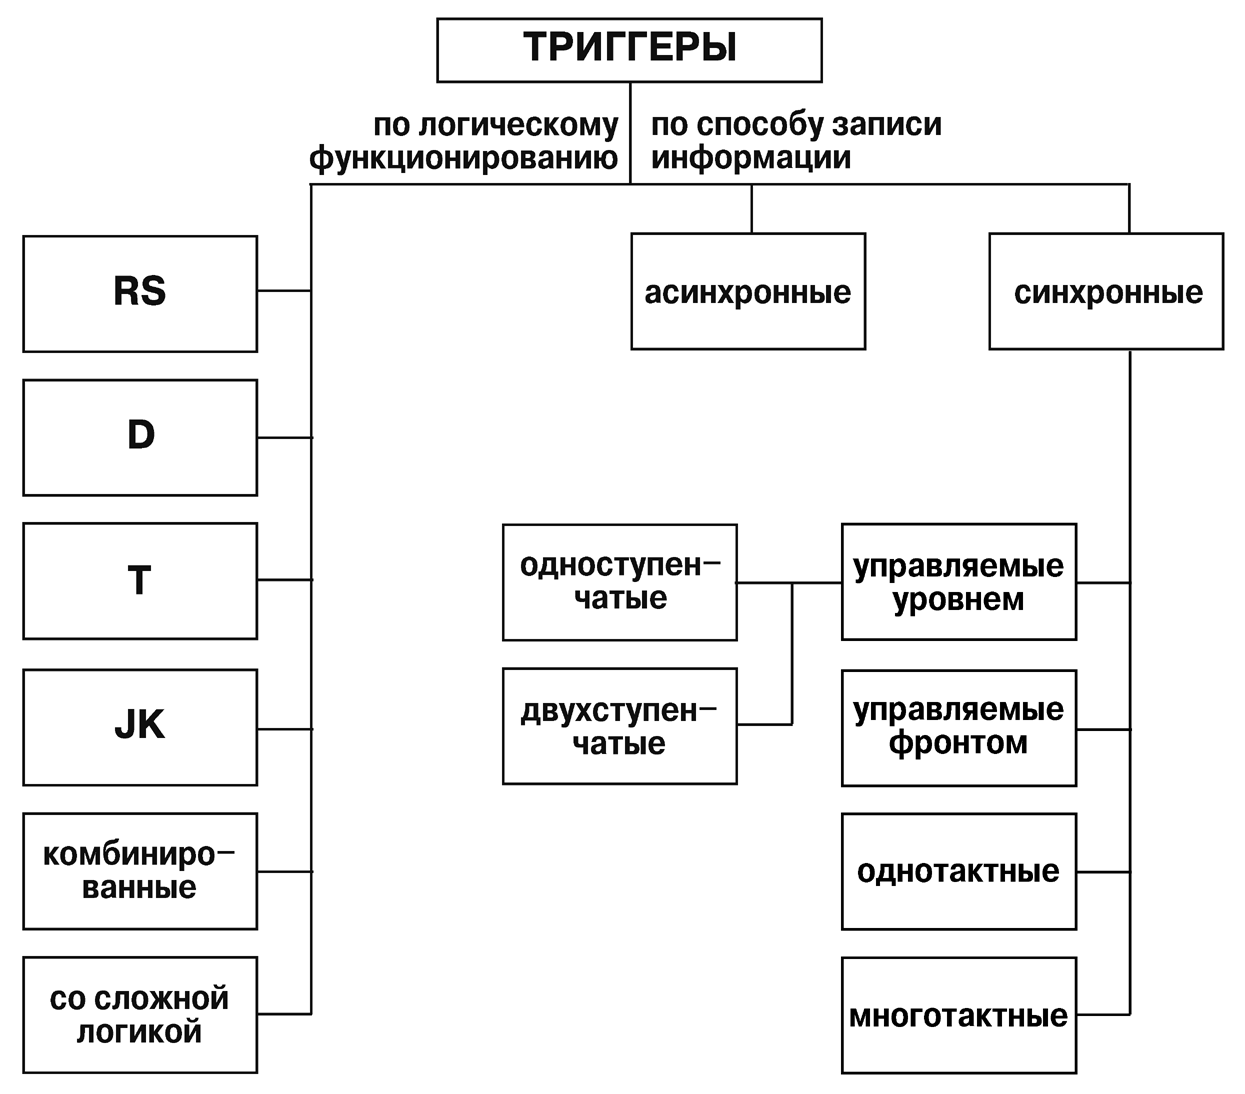 ТРИГГЕРЫ
по логическому
функционированию
по способу записи
информации
RS
D
T
JK
комбиниро–
ванные
со сложной
логикой
асинхронные
синхронные
одноступен–
чатые
двухступен–
чатые
управляемые
уровнем
управляемые
фронтом
однотактные
многотактные